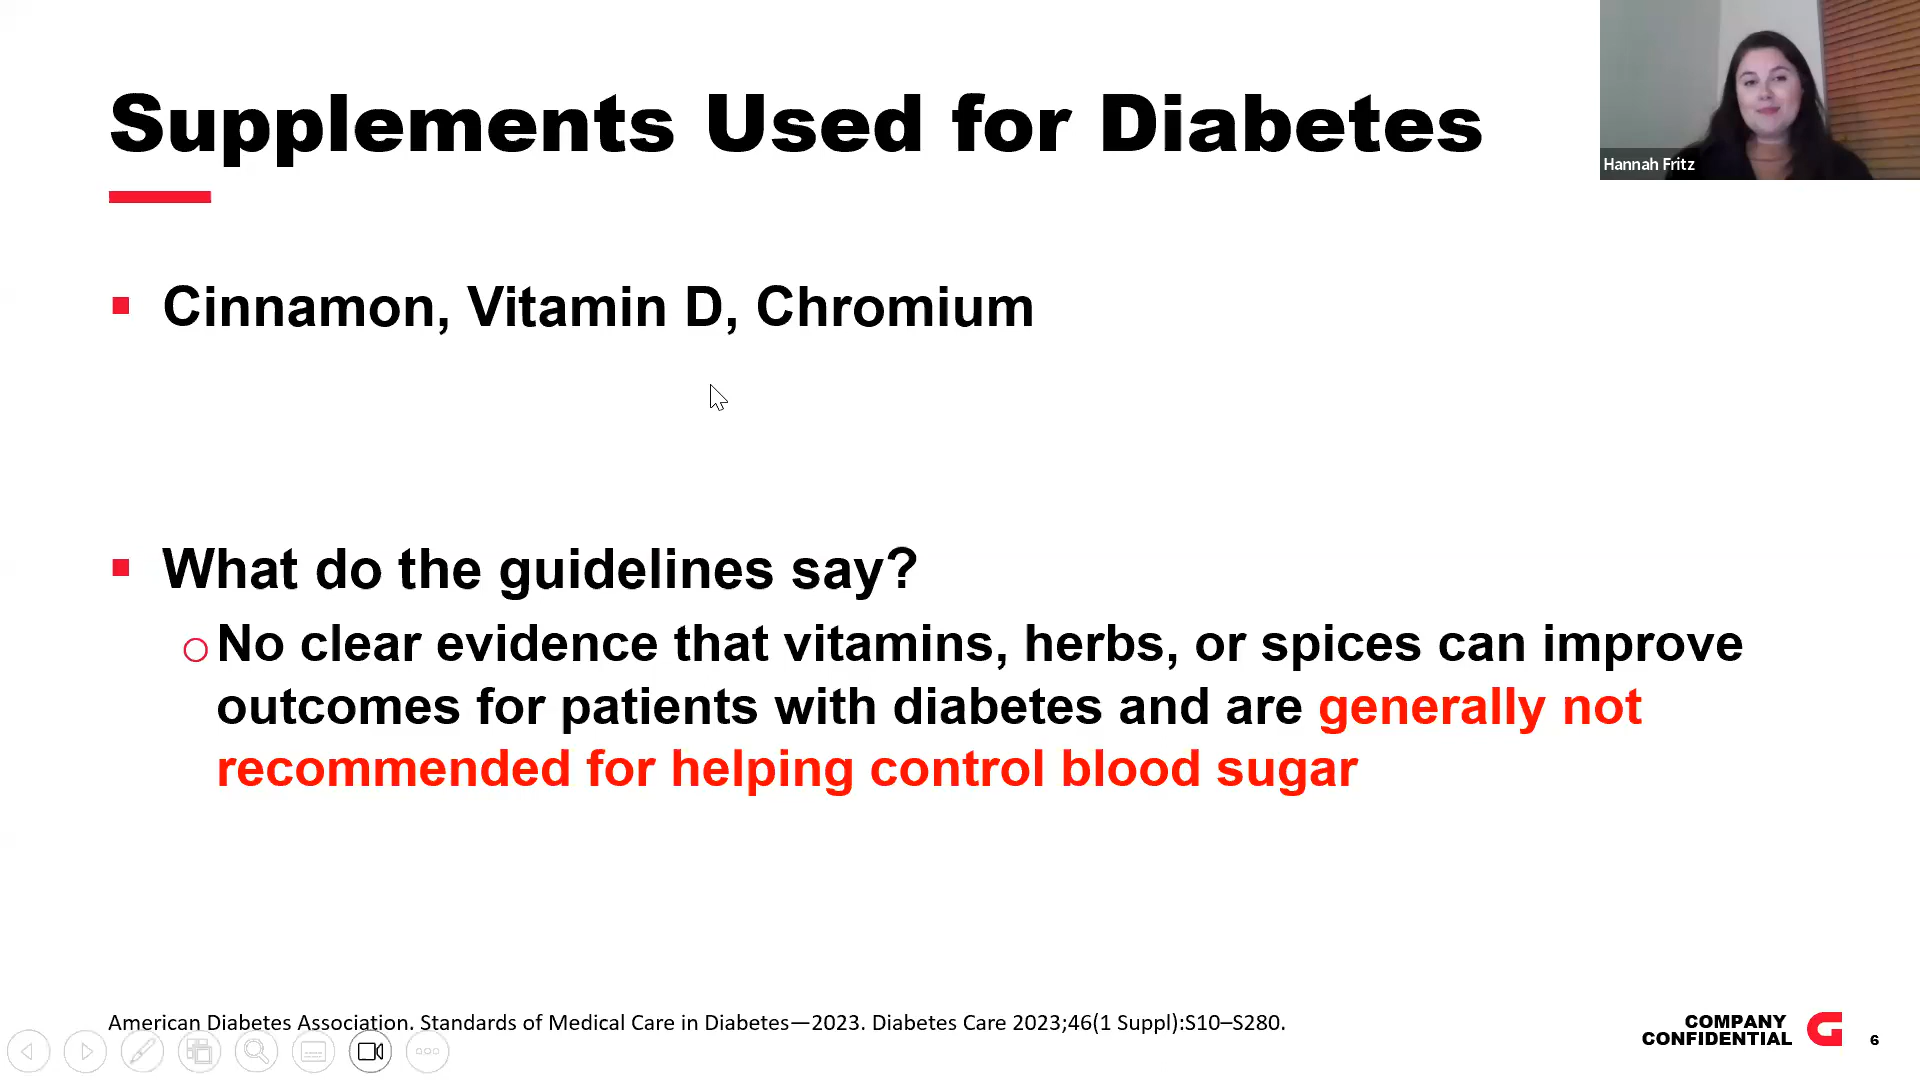 Supplements Used for Diabetes
Hannah Fritz
Cinnamon, Vitamin D, Chromium
What do the guidelines say?
No clear evidence that vitamins, herbs, or spices can improve
outcomes for patients with diabetes and are generally not
recommended for helping control blood sugar
American Diabetes Association. Standards of Medical Care in Diabetes—2023. Diabetes Care 2023;46(1 Suppl):S10–S280.
COMPANY
CONFIDENTIAL
6